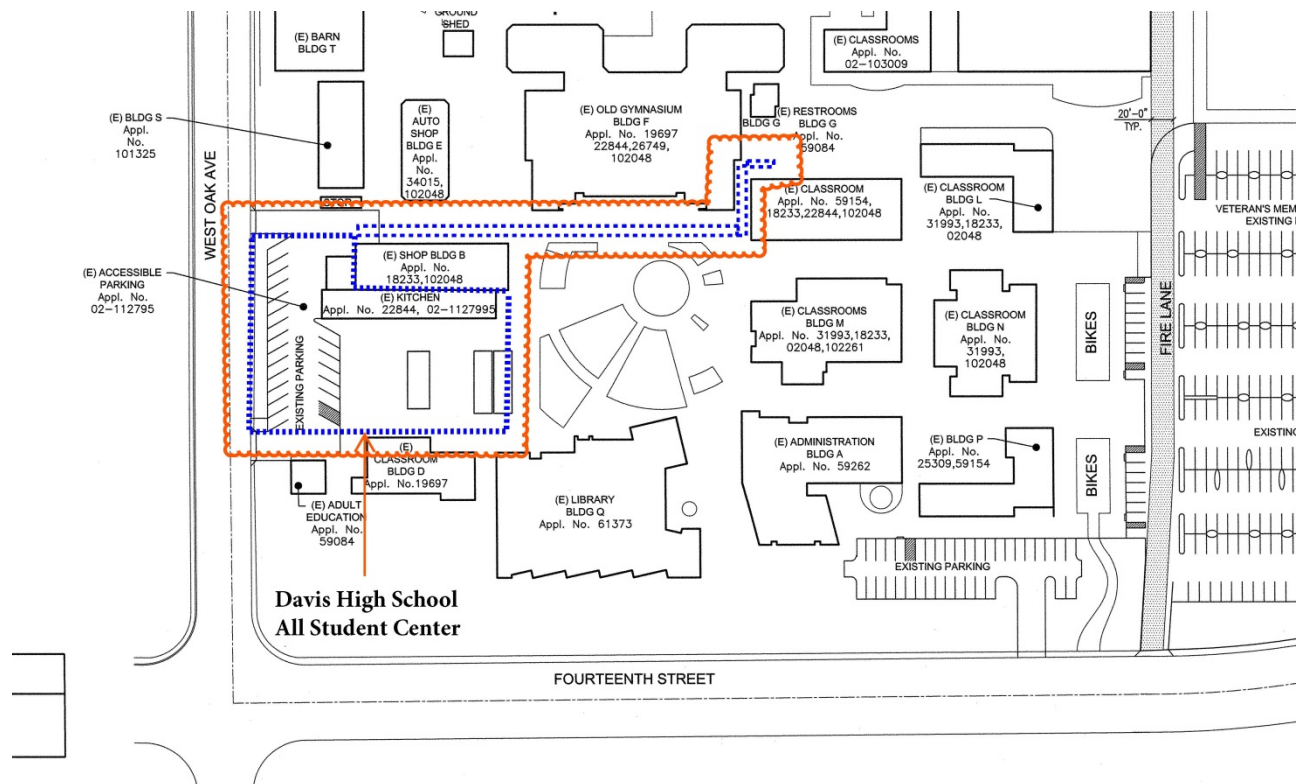 GROUND
SHED
(E) BARN
BLDG T
(E) CLASSROOMS
Appl. No.
02-103009
(E) BLDG S
Appl.
No.
101325
(E)
AUTO
SHOP
BLDG E
Appl.
No.
34015,
102048
(E) OLD GYMNASIUM
BLDG F
Appl. No. 19697
22844,26749,
102048
BLDG G
(E) RESTROOMS
BLDG G
Appl. No.
59084
20'-0"
TYP.
STOR.
(E) CLASSROOM
Appl. No. 59154,
18233,22844,102048
(E) CLASSROOM
BLDG L
Appl. No.
31993,18233,
02048
VETERAN'S MEM
EXISTING
WEST OAK AVE
(E) ACCESSIBLE
PARKING
Appl. No.
02-112795
(E) SHOP BLDG B
Appl. No.
18233,102048
(E) KITCHEN
Appl. No. 22844, 02-1127995
EXISTING PARKING
(E) CLASSROOMS
BLDG M
Appl. No. 31993,18233,
02048,102261
(E) CLASSROOM
BLDG N
Appl. No.
31993,
102048
BIKES
FIRE LANE
(E)
CLASSROOM
BLDG D
Appl. No.19697
(E) ADULT
EDUCATION
Appl. No.
59084
(E) LIBRARY
BLDG Q
Appl. No. 61373
(E) ADMINISTRATION
BLDG A
Appl. No. 59262
(E) BLDG P
Appl. No.
25309,59154
BIKES
EXISTING
EXISTING PARKING
Davis High School
All Student Center
FOURTEENTH STREET